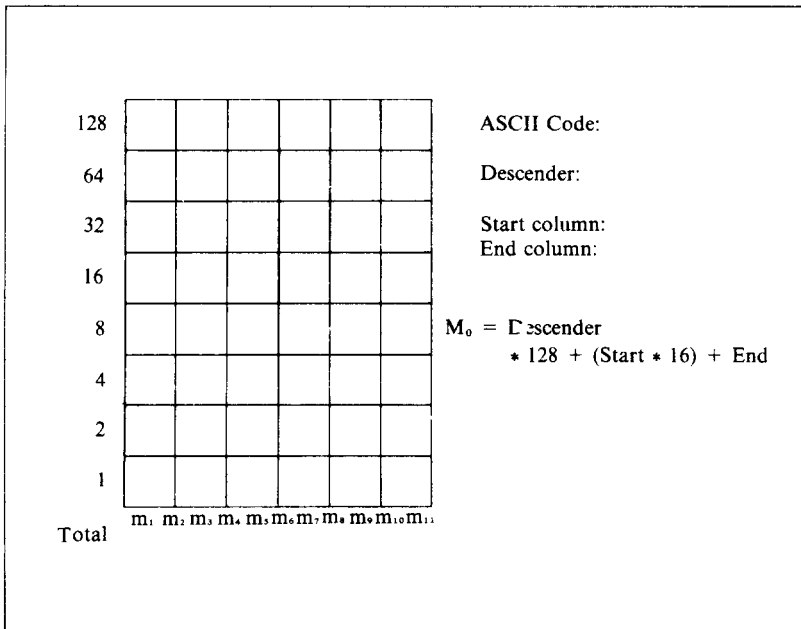 128
ASCII Code:
64
Descender:
32
Start column:
End column:
16
8
M₀ = Descender
* 128 + (Start * 16) + End
4
2
1
m₁ m₂ m₃ m₄ m₅ m₆ m₇ m₈ m₉ m₁₀ m₁₁
Total